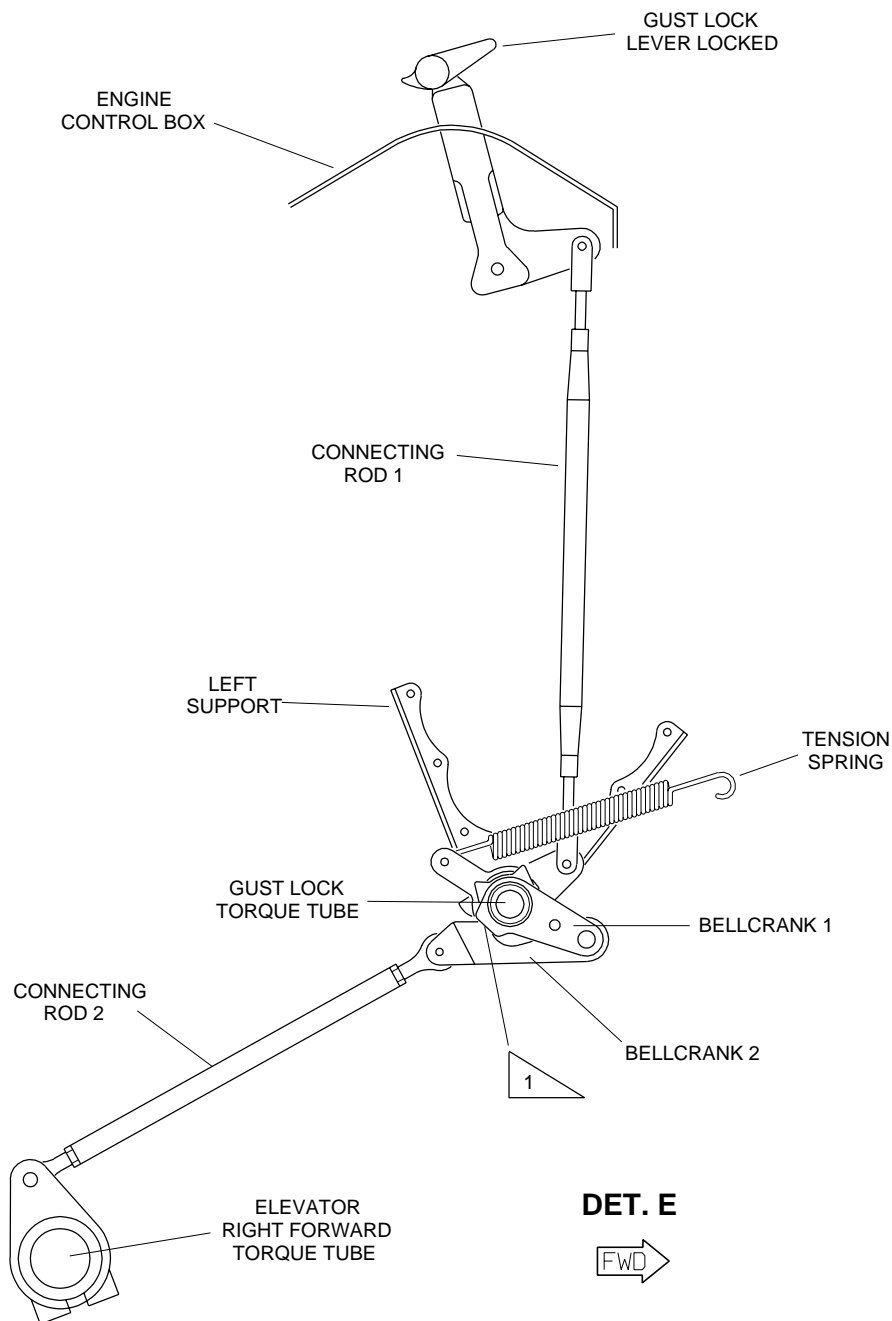 GUST LOCK
LEVER LOCKED
ENGINE
CONTROL BOX
CONNECTING
ROD 1
LEFT
SUPPORT
TENSION
SPRING
GUST LOCK
TORQUE TUBE
BELLCRANK 1
CONNECTING
ROD 2
BELLCRANK 2
1
ELEVATOR
RIGHT FORWARD
TORQUE TUBE
DET. E
FWD